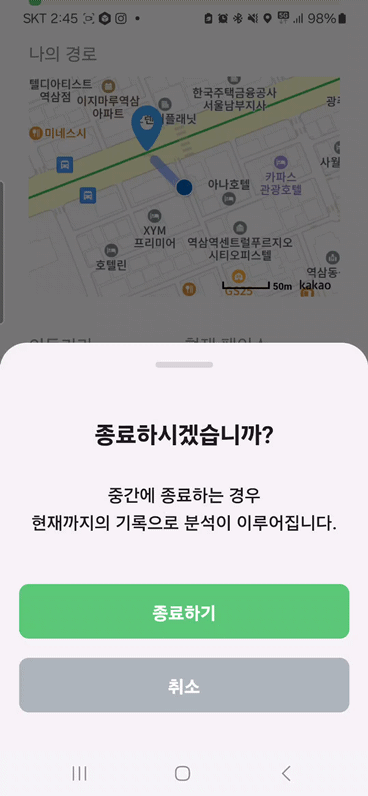 SKT 2:45
5G
98%
나의 경로
텔디아티스트
역삼점
이지마루역삼
아파트
한국주택금융공사
서울남부지사
미네스시
아나호텔
카파스
관광호텔
XYM
프리미어
역삼역센트럴푸르지오
시티오피스텔
호텔린
역삼동
GS25
50m
kakao
종료하시겠습니까?
중간에 종료하는 경우
현재까지의 기록으로 분석이 이루어집니다.
종료하기
취소